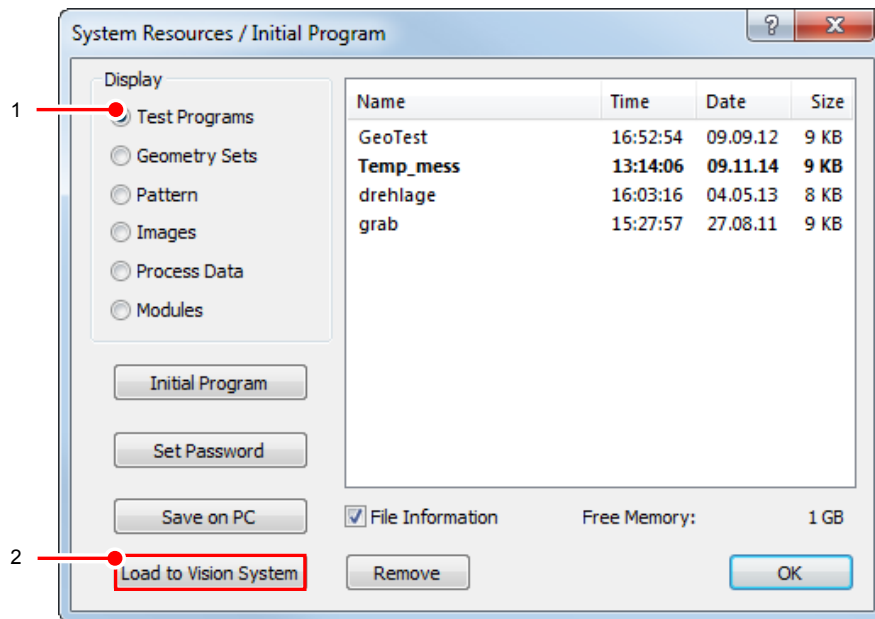 System Resources / Initial Program
Display
1
Test Programs
Geometry Sets
Pattern
Images
Process Data
Modules
Name Time Date Size
GeoTest 16:52:54 09.09.12 9 KB
Temp_mess 13:14:06 09.11.14 9 KB
drehlage 16:03:16 04.05.13 8 KB
grab 15:27:57 27.08.11 9 KB
Initial Program
Set Password
Save on PC
File Information Free Memory: 1 GB
2
Load to Vision System
Remove
OK